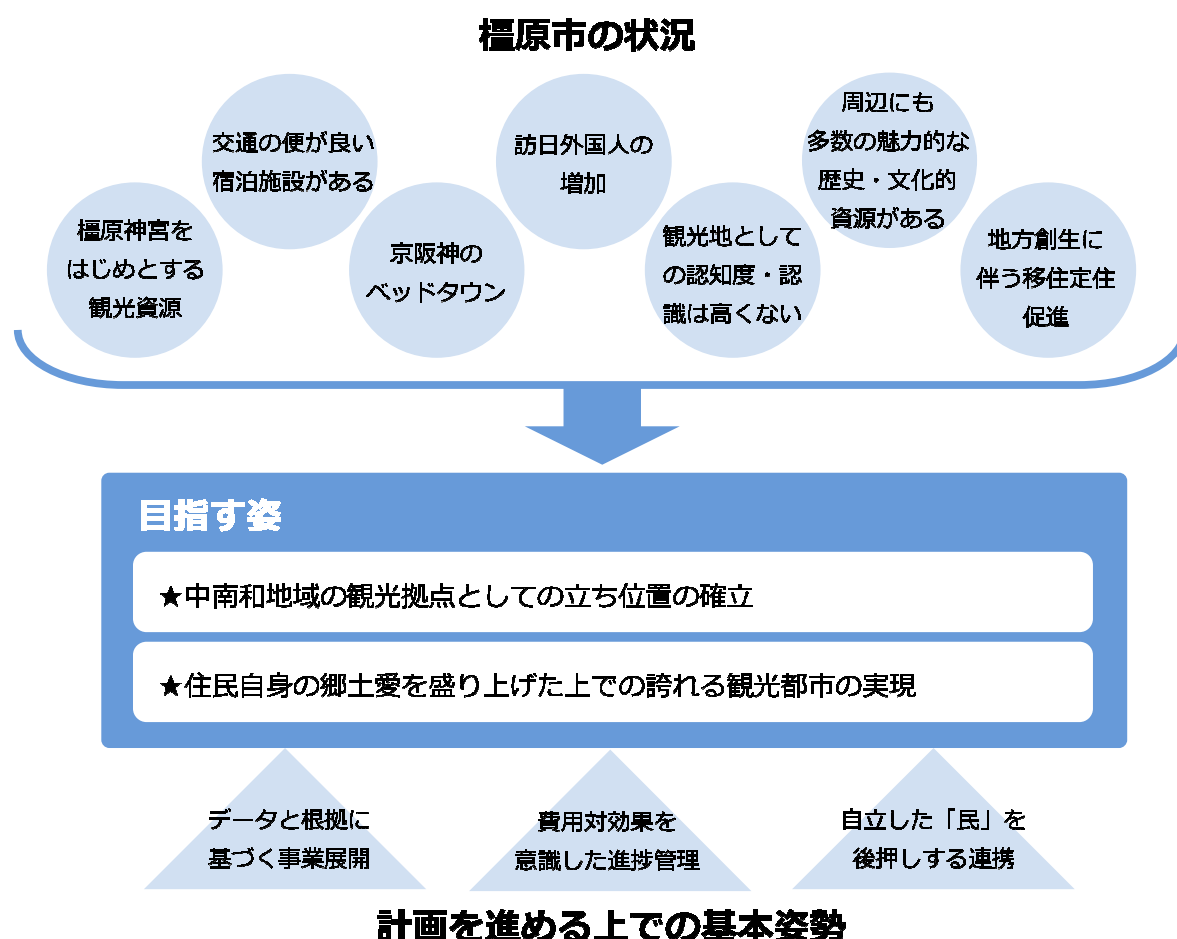 橿原市の状況
橿原神宮を
はじめとする
観光資源
交通の便が良い
宿泊施設がある
京阪神の
ベッドタウン
訪日外国人の
増加
観光地として
の認知度・認
識は高くない
周辺にも
多数の魅力的な
歴史・文化的
資源がある
地方創生に
伴う移住定住
促進
目指す姿
★中南和地域の観光拠点としての立ち位置の確立
★住民自身の郷土愛を盛り上げた上での誇れる観光都市の実現
データと根拠に
基づく事業展開
費用対効果を
意識した進捗管理
自立した「民」を
後押しする連携
計画を進める上での基本姿勢